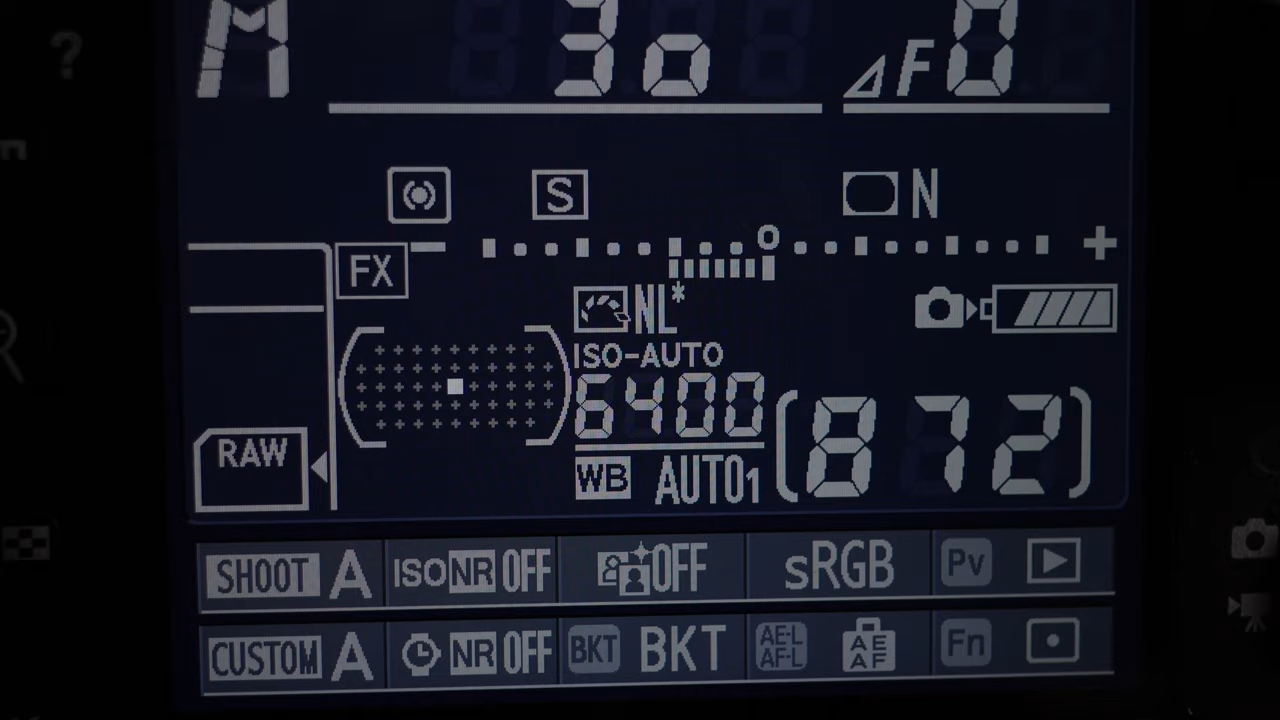 ?
M 30 ⊿F0
S N
FX +
NL*
ISO-AUTO
6400 [872]
RAW
WB AUTO1
SHOOT A ISO NR OFF OFF sRGB Pv
CUSTOM A NR OFF BKT BKT AE-L AF-L AE AF Fn